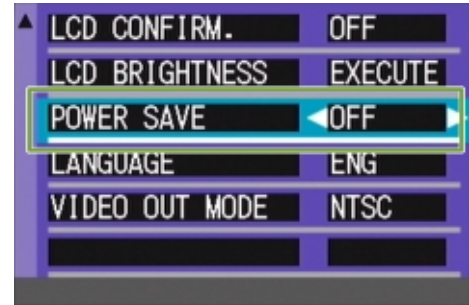 LCD CONFIRM. OFF
LCD BRIGHTNESS EXECUTE
POWER SAVE OFF
LANGUAGE ENG
VIDEO OUT MODE NTSC